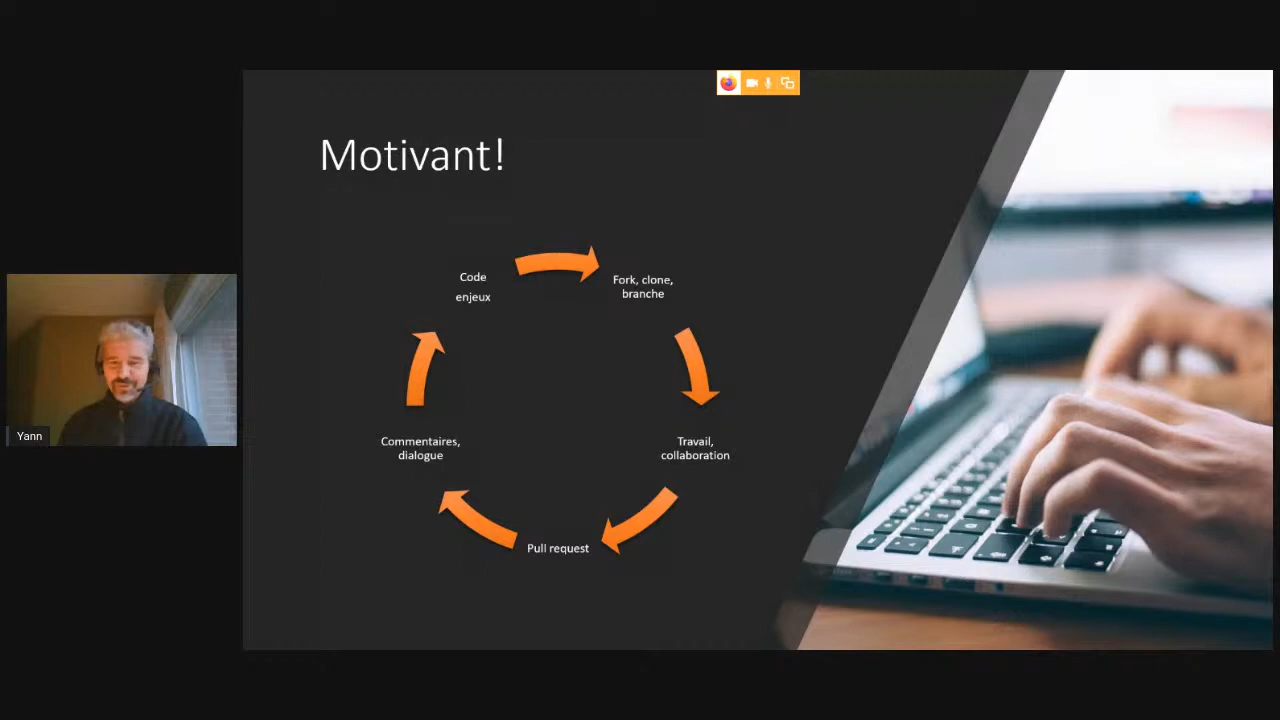 Motivant!
Code
enjeux
Fork, clone,
branche
Travail,
collaboration
Pull request
Commentaires,
dialogue
Yann